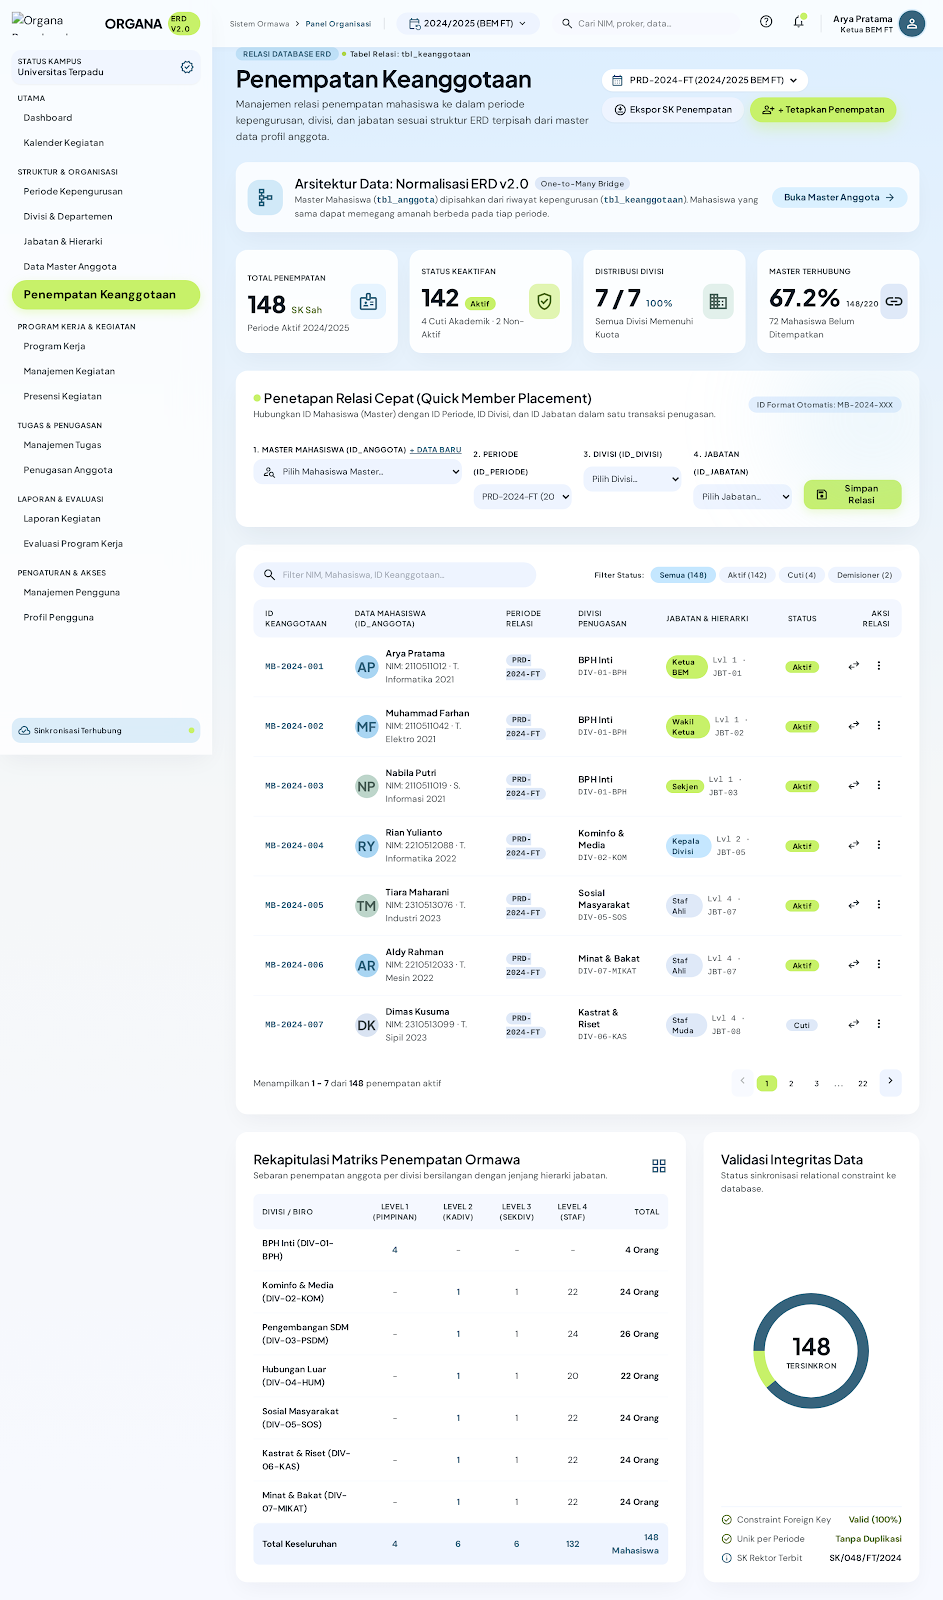 Organa
ORGANA
ERD V2.0
STATUS KAMPUS
Universitas Terpadu
UTAMA
Dashboard
Kalender Kegiatan
STRUKTUR & ORGANISASI
Periode Kepengurusan
Divisi & Departemen
Jabatan & Hierarki
Data Master Anggota
Penempatan Keanggotaan
PROGRAM KERJA & KEGIATAN
Program Kerja
Manajemen Kegiatan
Presensi Kegiatan
TUGAS & PENUGASAN
Manajemen Tugas
Penugasan Anggota
LAPORAN & EVALUASI
Laporan Kegiatan
Evaluasi Program Kerja
PENGATURAN & AKSES
Manajemen Pengguna
Profil Pengguna
Sinkronisasi Terhubung
Sistem Ormawa > Panel Organisasi
2024/2025 (BEM FT)
Cari NIM, proker, data...
Arya Pratama
Ketua BEM FT
RELASI DATABASE ERD
Tabel Relasi: tbl_keanggotaan
Penempatan Keanggotaan
Manajemen relasi penempatan mahasiswa ke dalam periode
kepengurusan, divisi, dan jabatan sesuai struktur ERD terpisah dari master
data profil anggota.
PRD-2024-FT (2024/2025 BEM FT)
Ekspor SK Penempatan
+ Tetapkan Penempatan
Arsitektur Data: Normalisasi ERD v2.0
One-to-Many Bridge
Master Mahasiswa (tbl_anggota) dipisahkan dari riwayat kepengurusan (tbl_keanggotaan). Mahasiswa yang
sama dapat memegang amanah berbeda pada tiap periode.
Buka Master Anggota →
TOTAL PENEMPATAN
148 SK Sah
Periode Aktif 2024/2025
STATUS KEAKTIFAN
142 Aktif
4 Cuti Akademik · 2 Non-
Aktif
DISTRIBUSI DIVISI
7 / 7 100%
Semua Divisi Memenuhi
Kuota
MASTER TERHUBUNG
67.2% 148/220
72 Mahasiswa Belum
Ditempatkan
Penetapan Relasi Cepat (Quick Member Placement)
Hubungkan ID Mahasiswa (Master) dengan ID Periode, ID Divisi, dan ID Jabatan dalam satu transaksi penugasan.
ID Format Otomatis: MB-2024-XXX
1. MASTER MAHASISWA (ID_ANGGOTA) + DATA BARU
Pilih Mahasiswa Master...
2. PERIODE
(ID_PERIODE)
PRD-2024-FT (20
3. DIVISI (ID_DIVISI)
Pilih Divisi...
4. JABATAN
(ID_JABATAN)
Pilih Jabatan...
Simpan
Relasi
Filter NIM, Mahasiswa, ID Keanggotaan...
Filter Status: Semua (148) Aktif (142) Cuti (4) Demisioner (2)
ID
KEANGGOTAAN
DATA MAHASISWA
(ID_ANGGOTA)
PERIODE
RELASI
DIVISI
PENUGASAN
JABATAN & HIERARKI
STATUS
AKSI
RELASI
MB-2024-001
AP
Arya Pratama
NIM: 2110511012 · T.
Informatika 2021
PRD-
2024-FT
BPH Inti
DIV-01-BPH
Ketua
BEM
Lvl 1 ·
JBT-01
Aktif
MB-2024-002
MF
Muhammad Farhan
NIM: 2110511042 · T.
Elektro 2021
PRD-
2024-FT
BPH Inti
DIV-01-BPH
Wakil
Ketua
Lvl 1 ·
JBT-02
Aktif
MB-2024-003
NP
Nabila Putri
NIM: 2110511019 · S.
Informasi 2021
PRD-
2024-FT
BPH Inti
DIV-01-BPH
Sekjen
Lvl 1 ·
JBT-03
Aktif
MB-2024-004
RY
Rian Yulianto
NIM: 2210512088 · T.
Informatika 2022
PRD-
2024-FT
Kominfo &
Media
DIV-02-KOM
Kepala
Divisi
Lvl 2 ·
JBT-05
Aktif
MB-2024-005
TM
Tiara Maharani
NIM: 2310513076 · T.
Industri 2023
PRD-
2024-FT
Sosial
Masyarakat
DIV-05-SOS
Staf
Ahli
Lvl 4 ·
JBT-07
Aktif
MB-2024-006
AR
Aldy Rahman
NIM: 2210512033 · T.
Mesin 2022
PRD-
2024-FT
Minat & Bakat
DIV-07-MIKAT
Staf
Ahli
Lvl 4 ·
JBT-07
Aktif
MB-2024-007
DK
Dimas Kusuma
NIM: 2310513099 · T.
Sipil 2023
PRD-
2024-FT
Kastrat &
Riset
DIV-06-KAS
Staf
Muda
Lvl 4 ·
JBT-08
Cuti
Menampilkan 1 - 7 dari 148 penempatan aktif
1 2 3 ... 22
Rekapitulasi Matriks Penempatan Ormawa
Sebaran penempatan anggota per divisi bersilangan dengan jenjang hierarki jabatan.
DIVISI / BIRO
LEVEL 1
(PIMPINAN)
LEVEL 2
(KADIV)
LEVEL 3
(SEKDIV)
LEVEL 4
(STAF)
TOTAL
BPH Inti (DIV-01-
BPH)
4 - - - 4 Orang
Kominfo & Media
(DIV-02-KOM)
- 1 1 22 24 Orang
Pengembangan SDM
(DIV-03-PSDM)
- 1 1 24 26 Orang
Hubungan Luar
(DIV-04-HUM)
- 1 1 20 22 Orang
Sosial Masyarakat
(DIV-05-SOS)
- 1 1 22 24 Orang
Kastrat & Riset (DIV-
06-KAS)
- 1 1 22 24 Orang
Minat & Bakat (DIV-
07-MIKAT)
- 1 1 22 24 Orang
Total Keseluruhan 4 6 6 132 148
Mahasiswa
Validasi Integritas Data
Status sinkronisasi relational constraint ke
database.
148
TERSINKRON
Constraint Foreign Key Valid (100%)
Unik per Periode Tanpa Duplikasi
SK Rektor Terbit SK/048/FT/2024